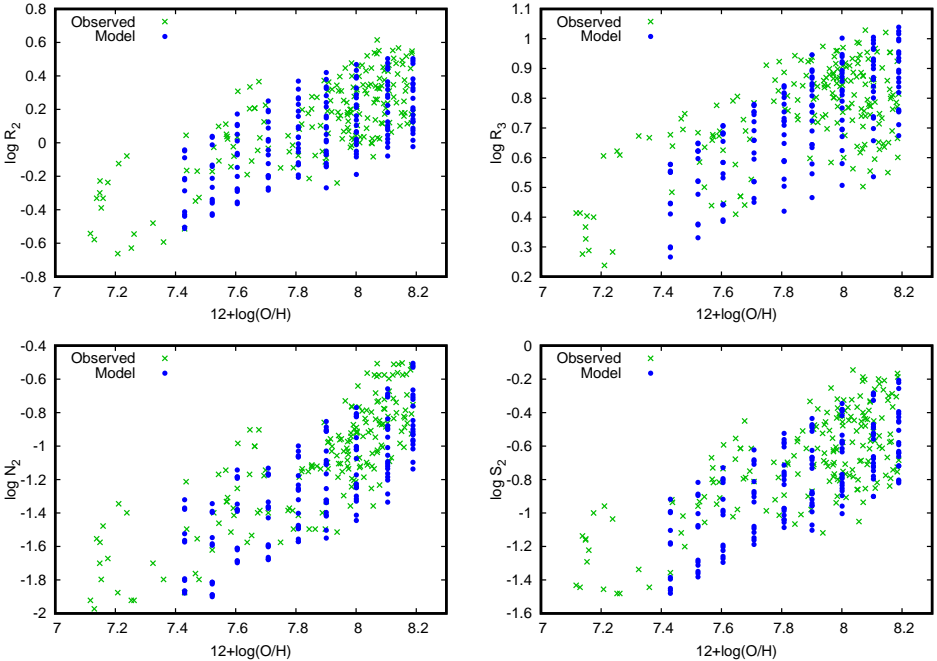 0.8
0.6
0.4
0.2
0
-0.2
-0.4
-0.6
-0.8
log R2
Observed
Model
7 7.2 7.4 7.6 7.8 8 8.2
12+log(O/H)
1.1
1
0.9
0.8
0.7
0.6
0.5
0.4
0.3
0.2
log R3
Observed
Model
7 7.2 7.4 7.6 7.8 8 8.2
12+log(O/H)
-0.4
-0.6
-0.8
-1
-1.2
-1.4
-1.6
-1.8
-2
log N2
Observed
Model
7 7.2 7.4 7.6 7.8 8 8.2
12+log(O/H)
0
-0.2
-0.4
-0.6
-0.8
-1
-1.2
-1.4
-1.6
log S2
Observed
Model
7 7.2 7.4 7.6 7.8 8 8.2
12+log(O/H)